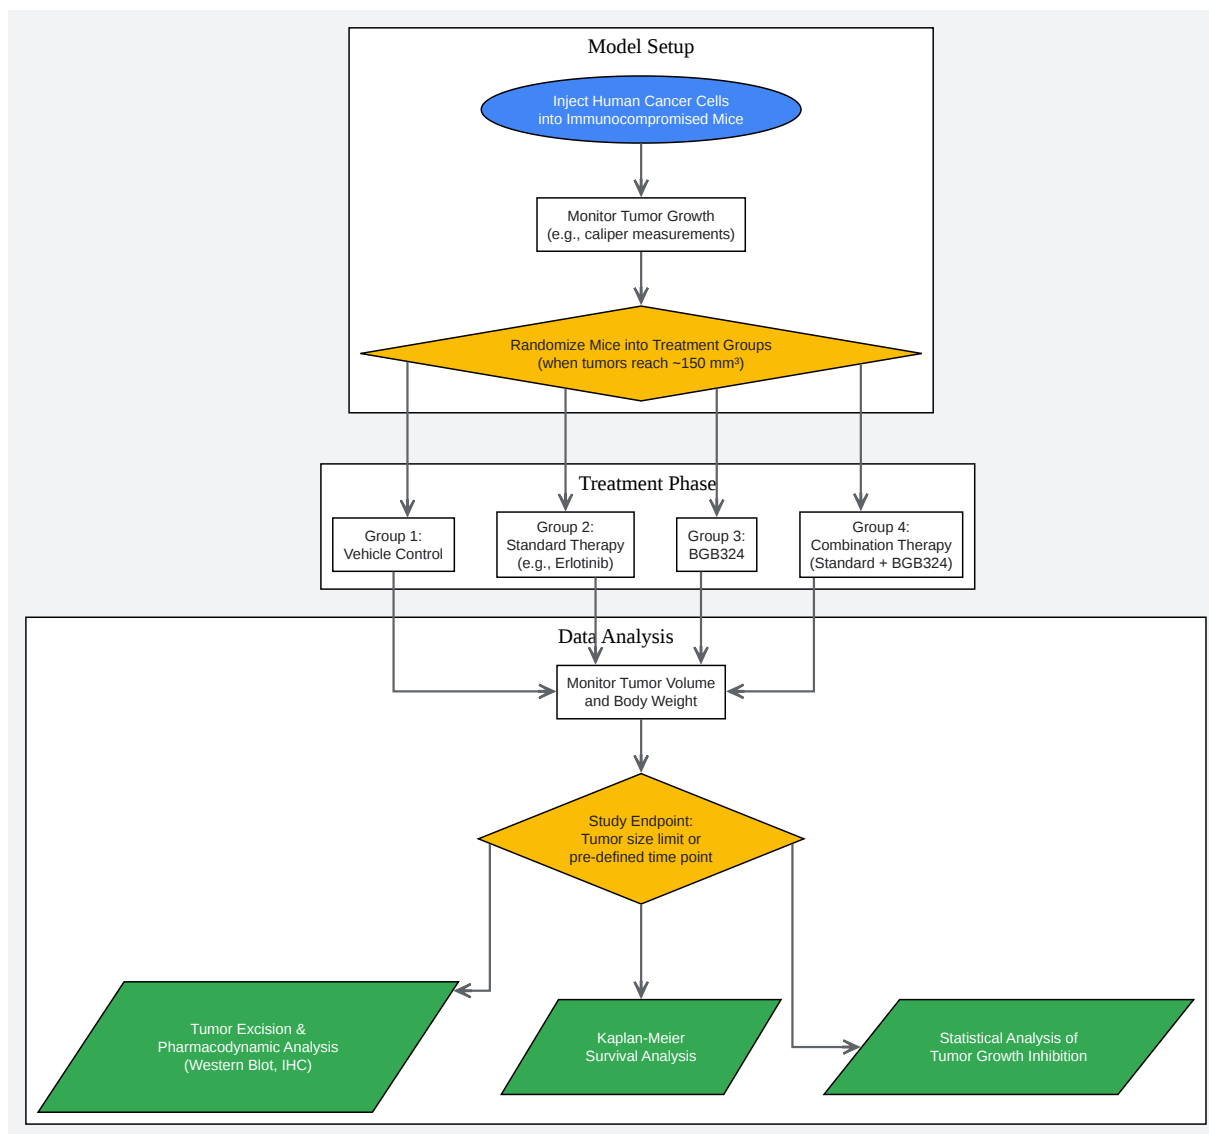 Model Setup
Inject Human Cancer Cells
into Immunocompromised Mice
Monitor Tumor Growth
(e.g., caliper measurements)
Randomize Mice into Treatment Groups
(when tumors reach ~150 mm³)
Treatment Phase
Group 1:
Vehicle Control
Group 2:
Standard Therapy
(e.g., Erlotinib)
Group 3:
BGB324
Group 4:
Combination Therapy
(Standard + BGB324)
Data Analysis
Monitor Tumor Volume
and Body Weight
Study Endpoint:
Tumor size limit or
pre-defined time point
Tumor Excision &
Pharmacodynamic Analysis
(Western Blot, IHC)
Kaplan-Meier
Survival Analysis
Statistical Analysis of
Tumor Growth Inhibition